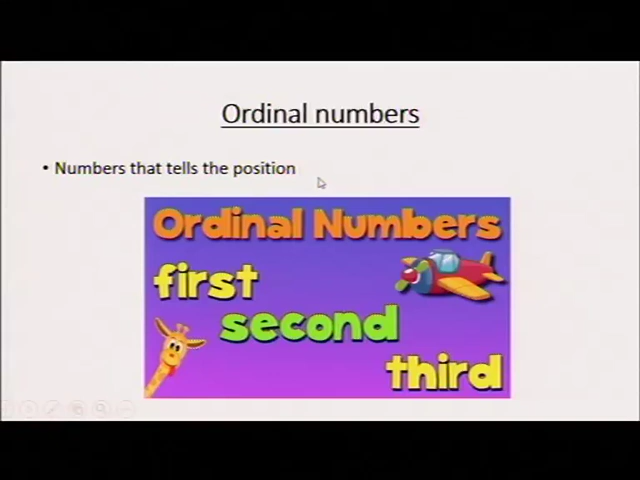 Ordinal numbers
• Numbers that tells the position
Ordinal Numbers
first
second
third